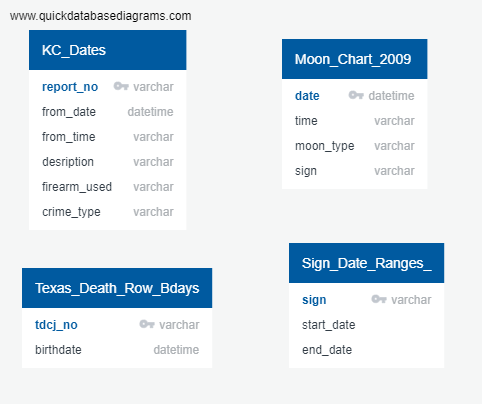 www.quickdatabasediagrams.com
KC_Dates
report_no varchar
from_date datetime
from_time varchar
desription varchar
firearm_used varchar
crime_type varchar
Moon_Chart_2009
date datetime
time varchar
moon_type varchar
sign varchar
Texas_Death_Row_Bdays
tdcj_no varchar
birthdate datetime
Sign_Date_Ranges_
sign varchar
start_date
end_date